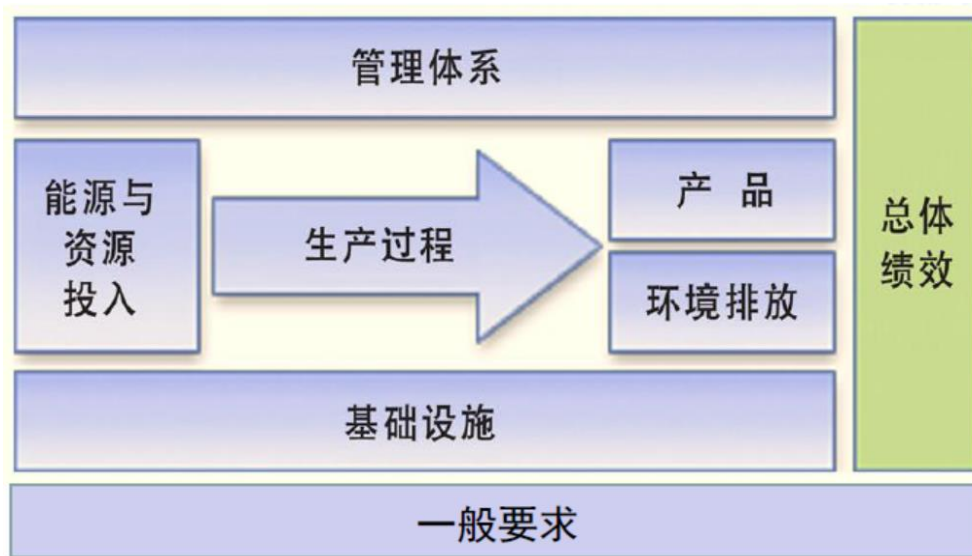 管理体系
能源与
资源
投入
生产过程
产 品
环境排放
总体
绩效
基础设施
一般要求